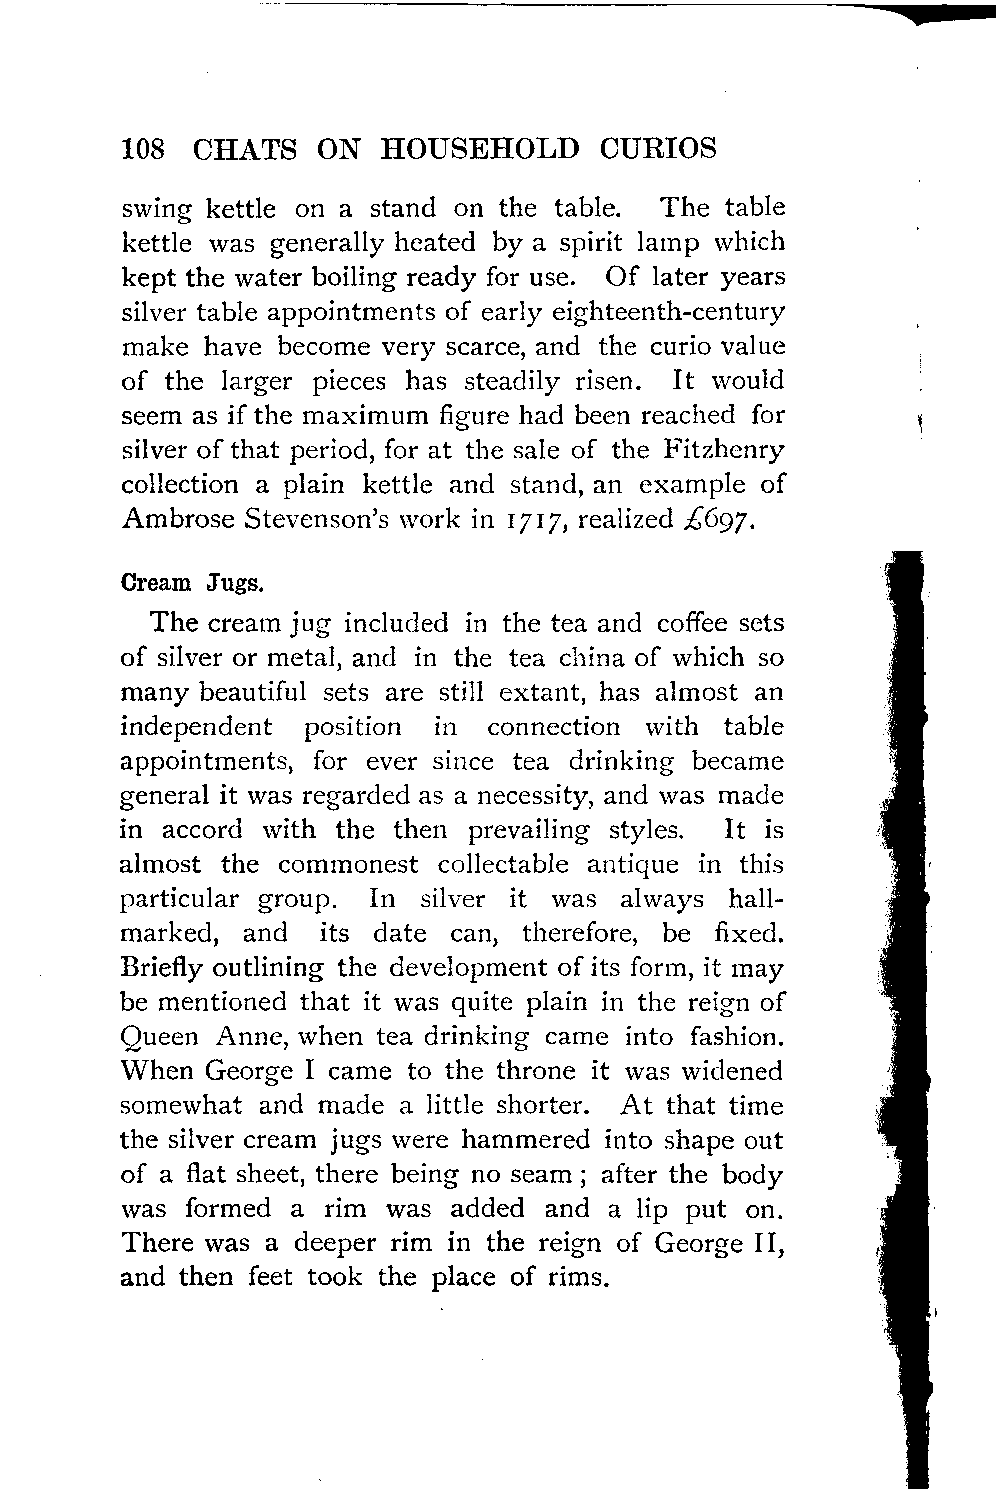 108 CHATS ON HOUSEHOLD CURIOS
swing kettle on a stand on the table. The table
kettle was generally heated by a spirit lamp which
kept the water boiling ready for use. Of later years
silver table appointments of early eighteenth-century
make have become very scarce, and the curio value
of the larger pieces has steadily risen. It would
seem as if the maximum figure had been reached for
silver of that period, for at the sale of the Fitzhenry
collection a plain kettle and stand, an example of
Ambrose Stevenson's work in 1717, realized £697.
Cream Jugs.
The cream jug included in the tea and coffee sets
of silver or metal, and in the tea china of which so
many beautiful sets are still extant, has almost an
independent position in connection with table
appointments, for ever since tea drinking became
general it was regarded as a necessity, and was made
in accord with the then prevailing styles. It is
almost the commonest collectable antique in this
particular group. In silver it was always hall-
marked, and its date can, therefore, be fixed.
Briefly outlining the development of its form, it may
be mentioned that it was quite plain in the reign of
Queen Anne, when tea drinking came into fashion.
When George I came to the throne it was widened
somewhat and made a little shorter. At that time
the silver cream jugs were hammered into shape out
of a flat sheet, there being no seam ; after the body
was formed a rim was added and a lip put on.
There was a deeper rim in the reign of George II,
and then feet took the place of rims.